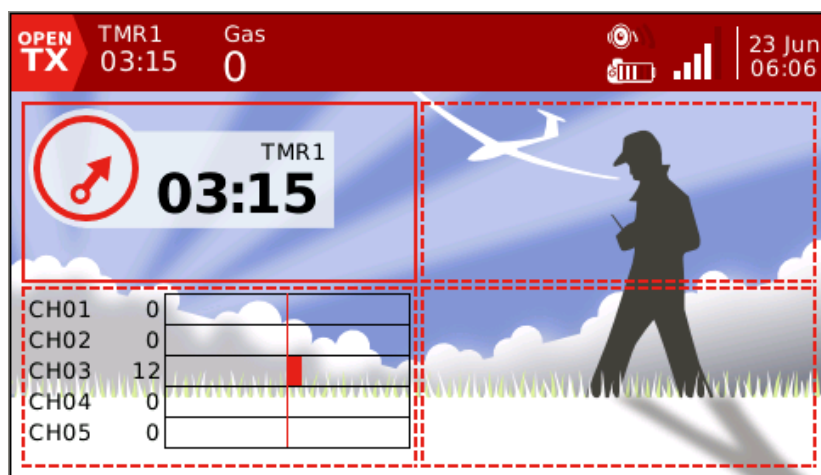 OPEN
TX
TMR1
03:15
Gas
0
23 Jun
06:06
TMR1
03:15
CH01 0
CH02 0
CH03 12
CH04 0
CH05 0